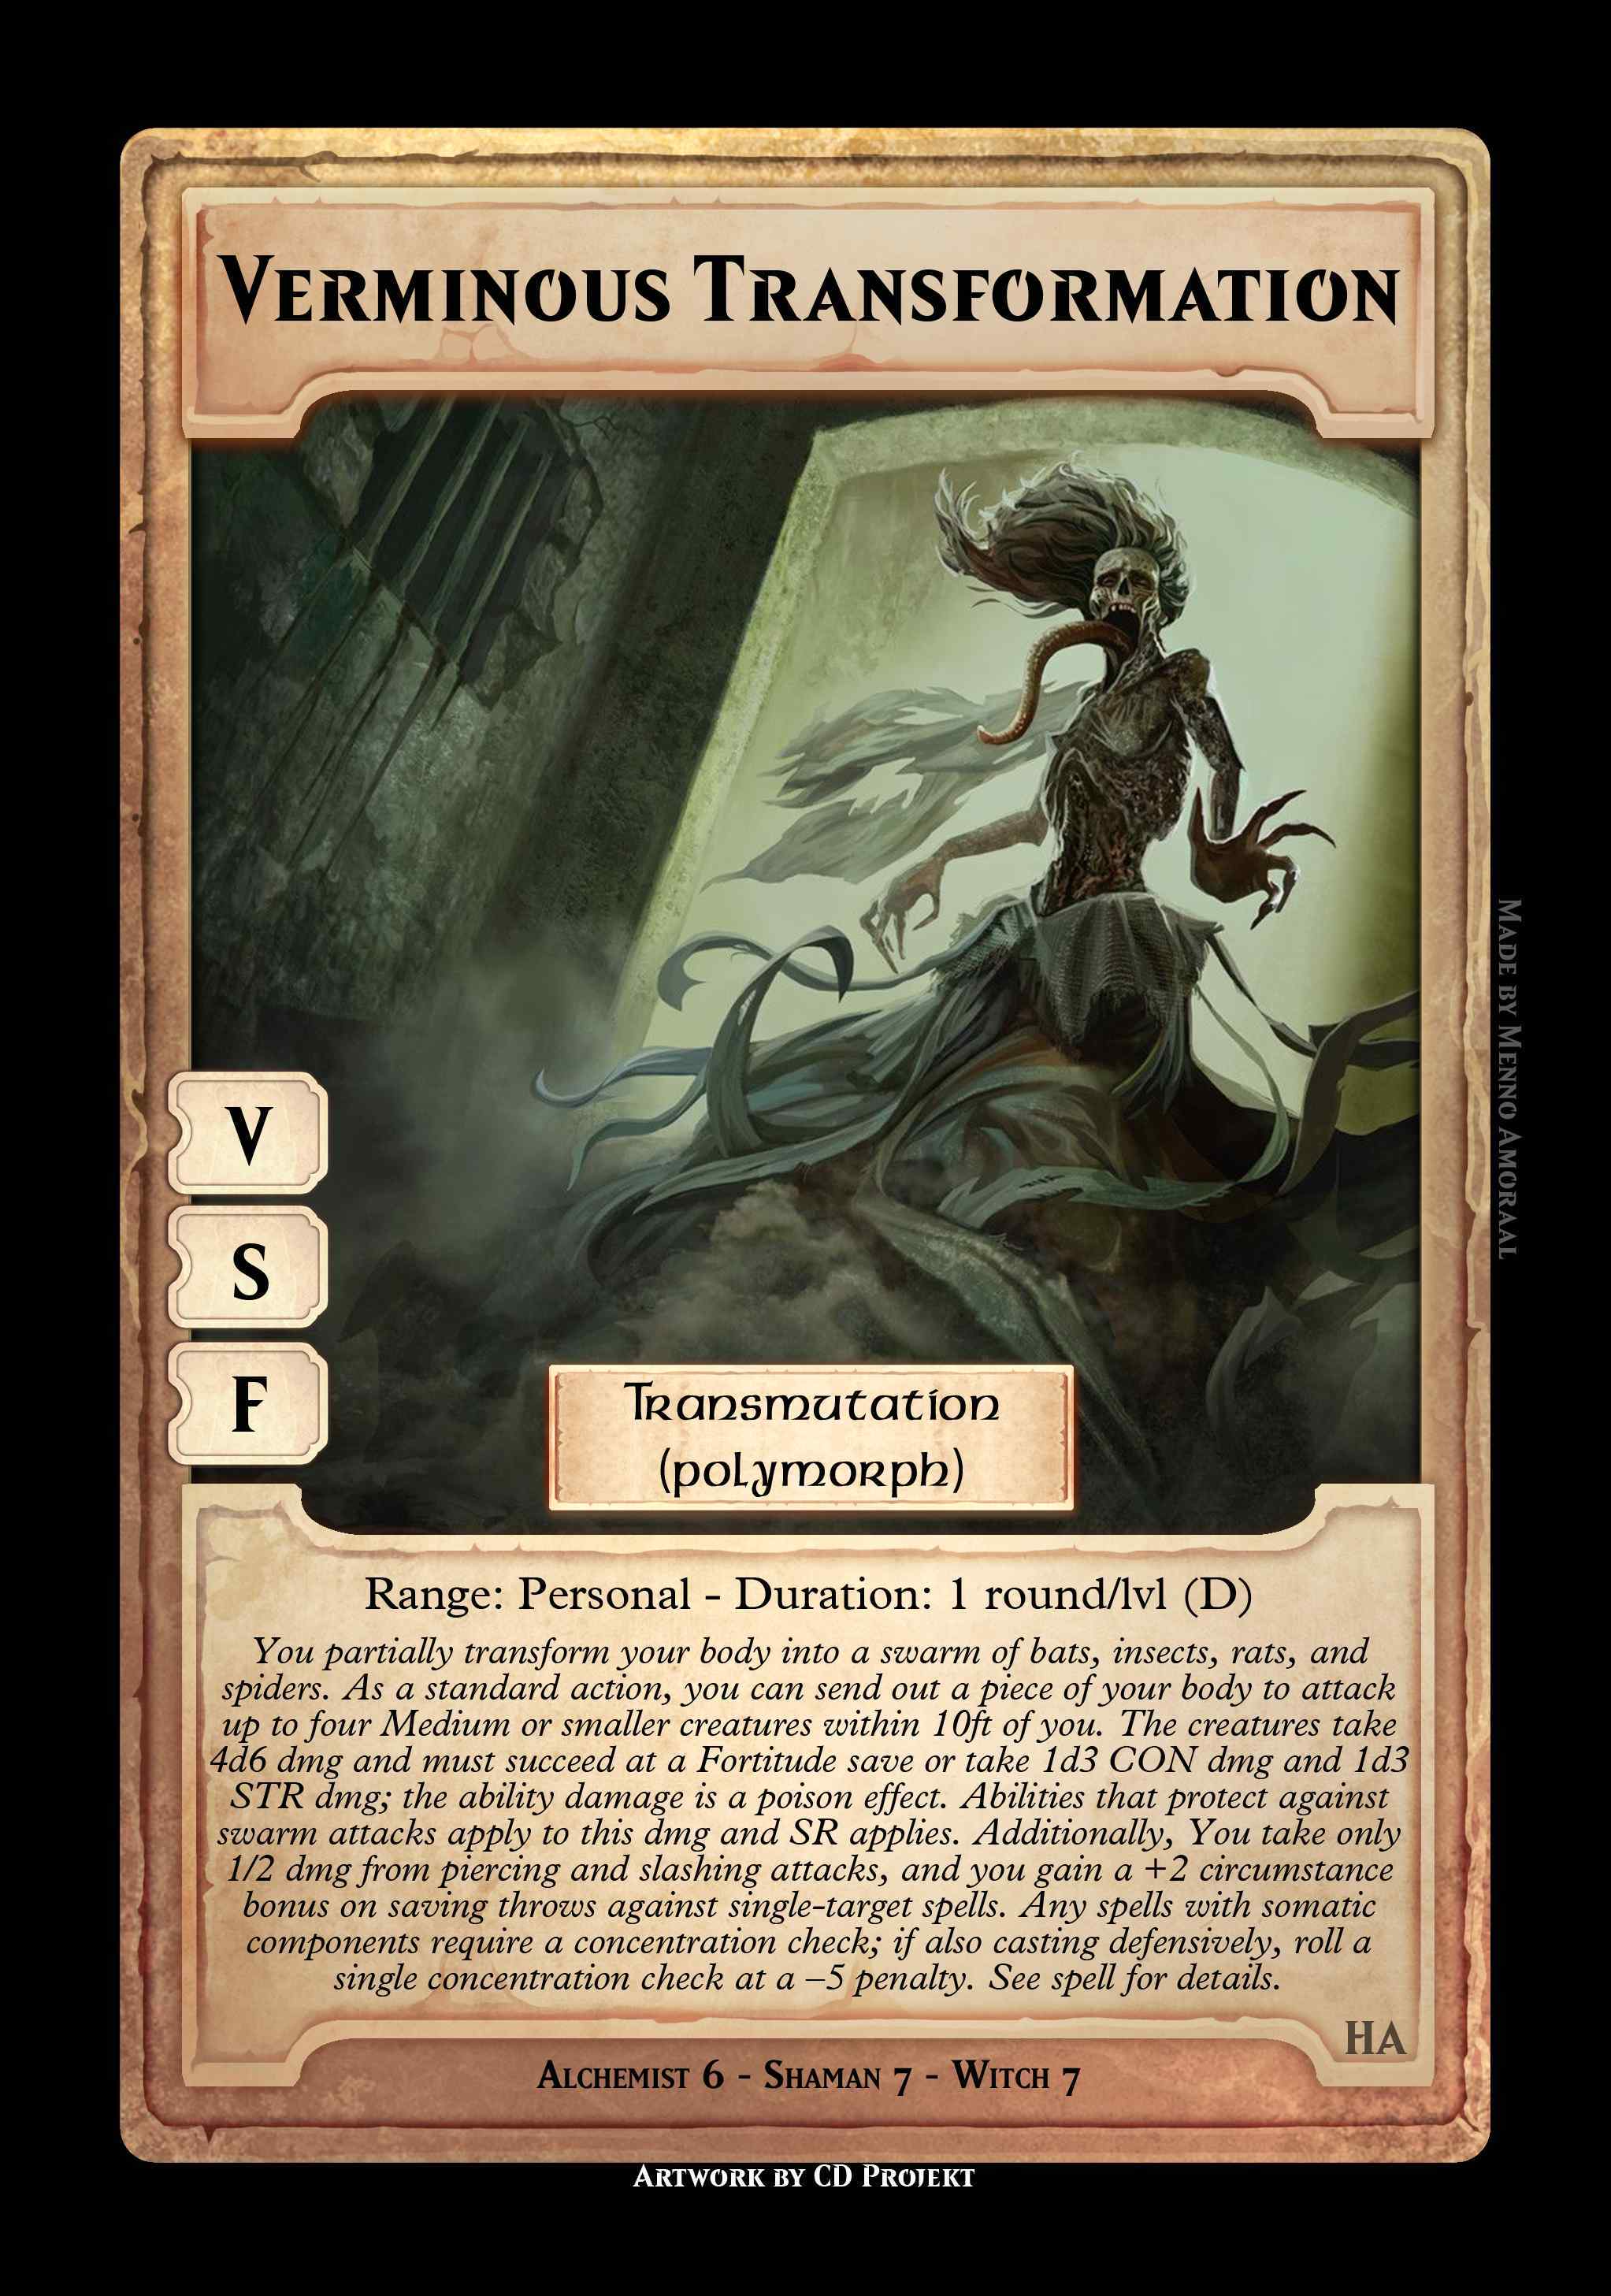 Verminous Transformation
V
S
F
Transmutation
(polymorph)
Range: Personal - Duration: 1 round/lvl (D)
You partially transform your body into a swarm of bats, insects, rats, and
spiders. As a standard action, you can send out a piece of your body to attack
up to four Medium or smaller creatures within 10ft of you. The creatures take
4d6 dmg and must succeed at a Fortitude save or take 1d3 CON dmg and 1d3
STR dmg; the ability damage is a poison effect. Abilities that protect against
swarm attacks apply to this dmg and SR applies. Additionally, You take only
1/2 dmg from piercing and slashing attacks, and you gain a +2 circumstance
bonus on saving throws against single-target spells. Any spells with somatic
components require a concentration check; if also casting defensively, roll a
single concentration check at a –5 penalty. See spell for details.
HA
Alchemist 6 - Shaman 7 - Witch 7
Artwork by CD Projekt
Made by Menno Amoraal